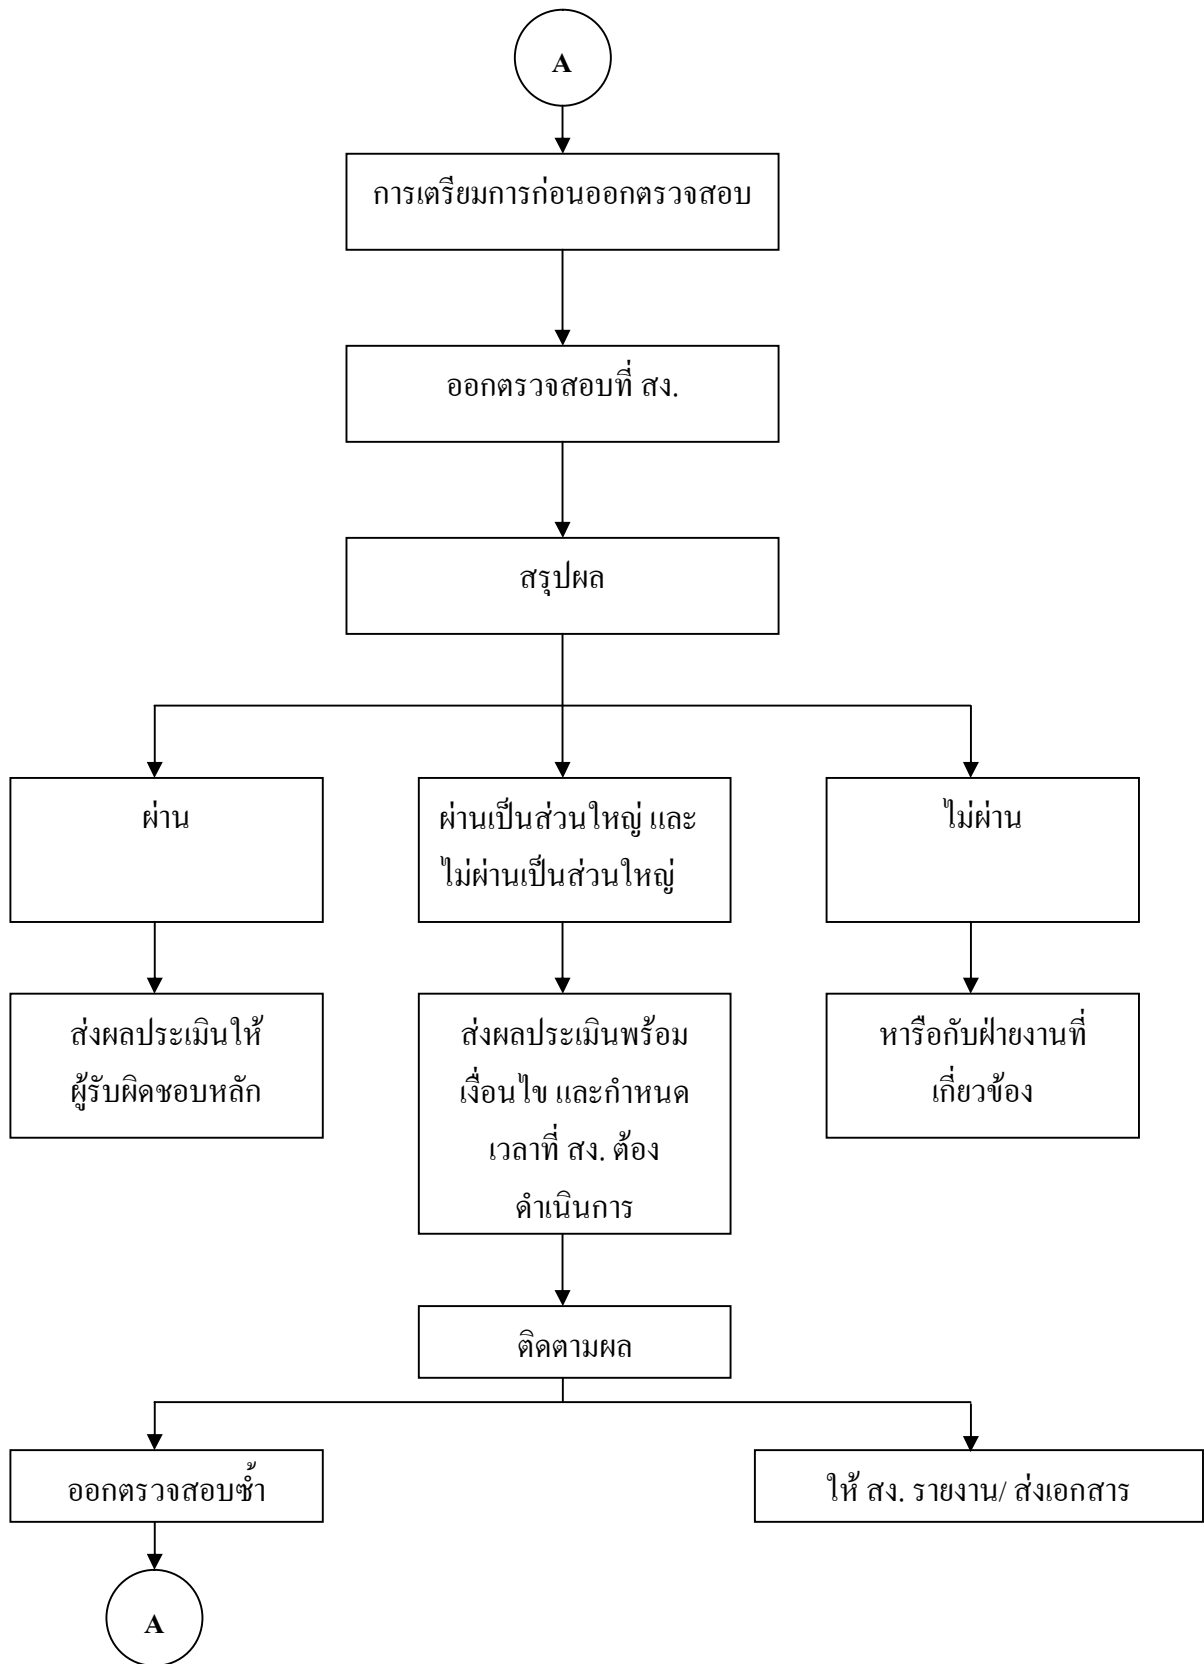 A
การเตรียมการก่อนออกตรวจสอบ
ออกตรวจสอบที่ สง.
สรุปผล
ผ่าน
ผ่านเป็นส่วนใหญ่ และ
ไม่ผ่านเป็นส่วนใหญ่
ไม่ผ่าน
ส่งผลประเมินให้
ผู้รับผิดชอบหลัก
ส่งผลประเมินพร้อม
เงื่อนไข และกำหนด
เวลาที่ สง. ต้อง
ดำเนินการ
หารือกับฝ่ายงานที่
เกี่ยวข้อง
ติดตามผล
ออกตรวจสอบซ้ำ
ให้ สง. รายงาน/ ส่งเอกสาร
A